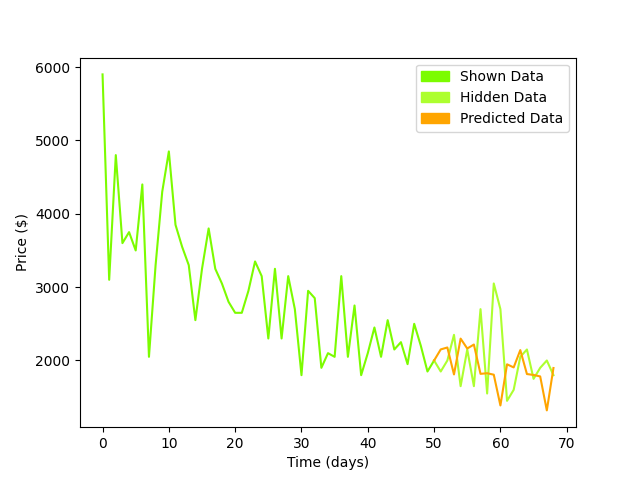 Shown Data
Hidden Data
Predicted Data
6000
5000
4000
3000
2000
Price ($)
0 10 20 30 40 50 60 70
Time (days)